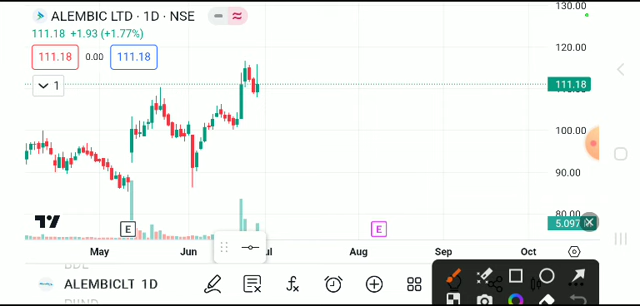 130.00
ALEMBIC LTD · 1D · NSE
111.18 +1.93 (+1.77%)
111.18 0.00 111.18
1
120.00
111.18
100.00
90.00
80.00
5.097
E E
May Jun Jul Aug Sep Oct
ALEMBICLT 1D